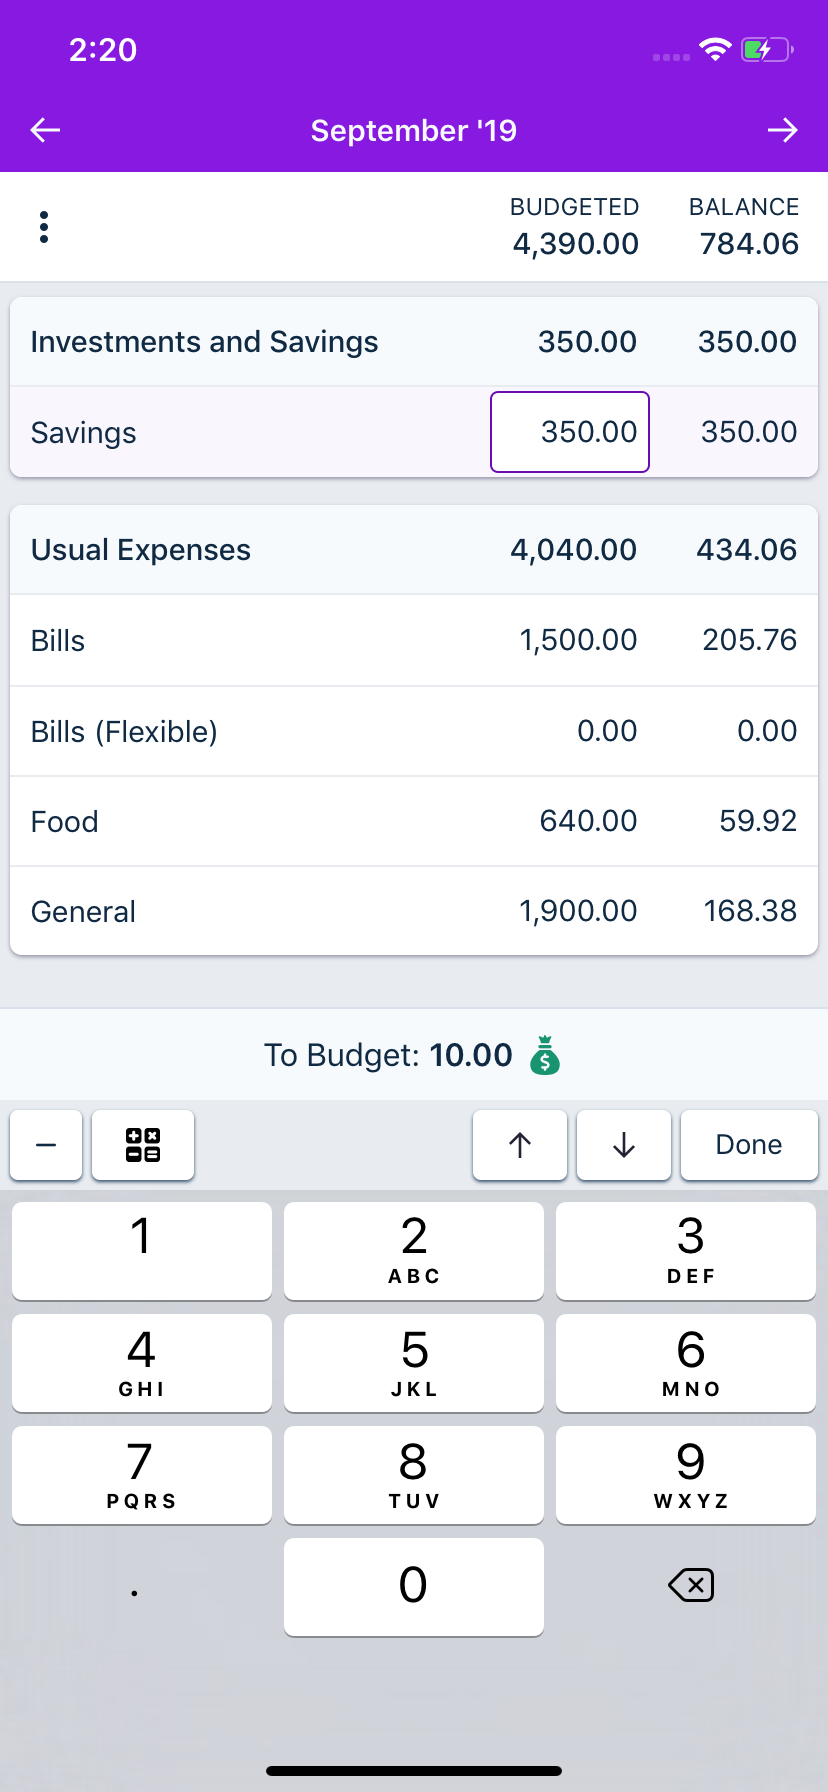 2:20
September '19
BUDGETED BALANCE
4,390.00 784.06
Investments and Savings 350.00 350.00
Savings 350.00 350.00
Usual Expenses 4,040.00 434.06
Bills 1,500.00 205.76
Bills (Flexible) 0.00 0.00
Food 640.00 59.92
General 1,900.00 168.38
To Budget: 10.00
Done
1 2 3
ABC DEF
4 5 6
GHI JKL MNO
7 8 9
PQRS TUV WXYZ
. 0